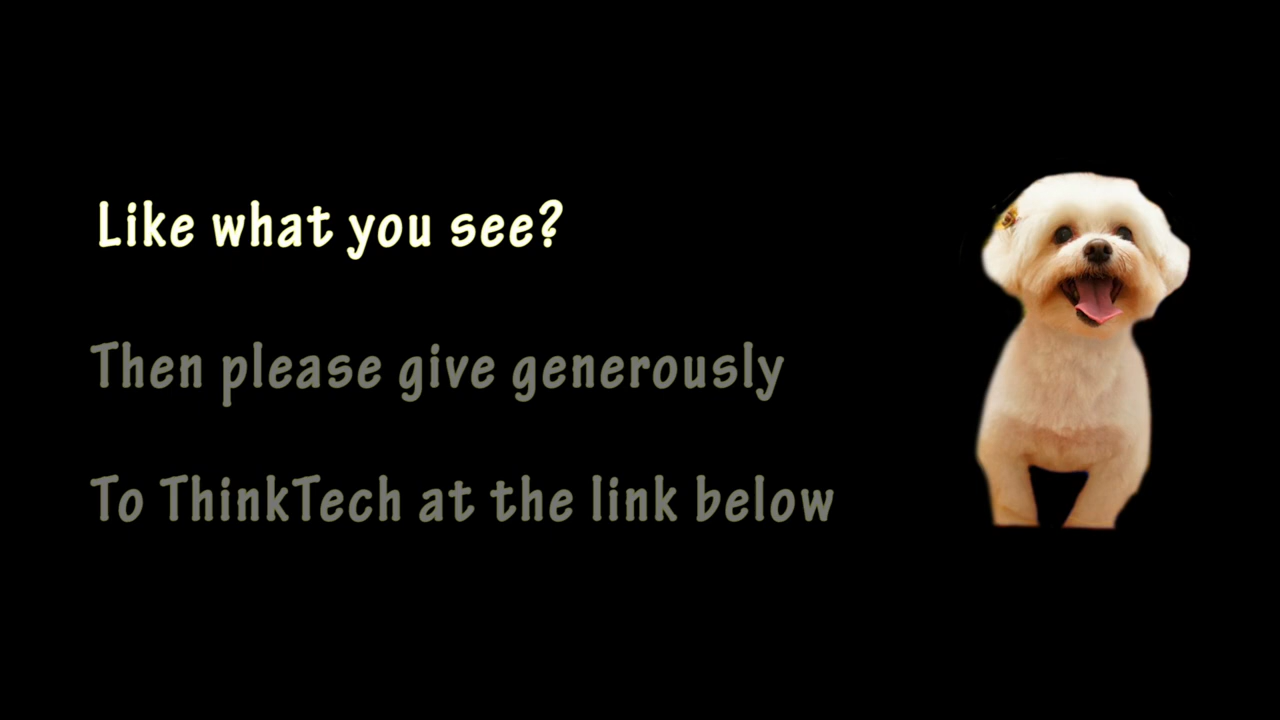 Like what you see?
Then please give generously
To ThinkTech at the link below